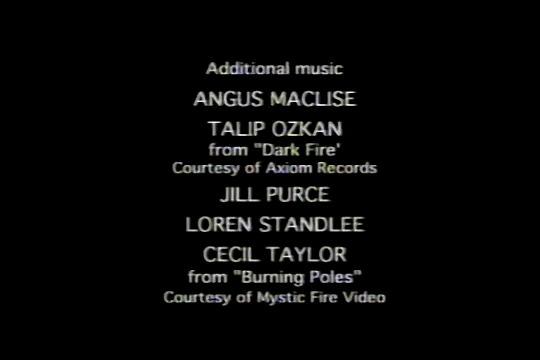 Additional music
ANGUS MACLISE
TALIP OZKAN
from "Dark Fire'
Courtesy of Axiom Records
JILL PURCE
LOREN STANDLEE
CECIL TAYLOR
from "Burning Poles"
Courtesy of Mystic Fire Video